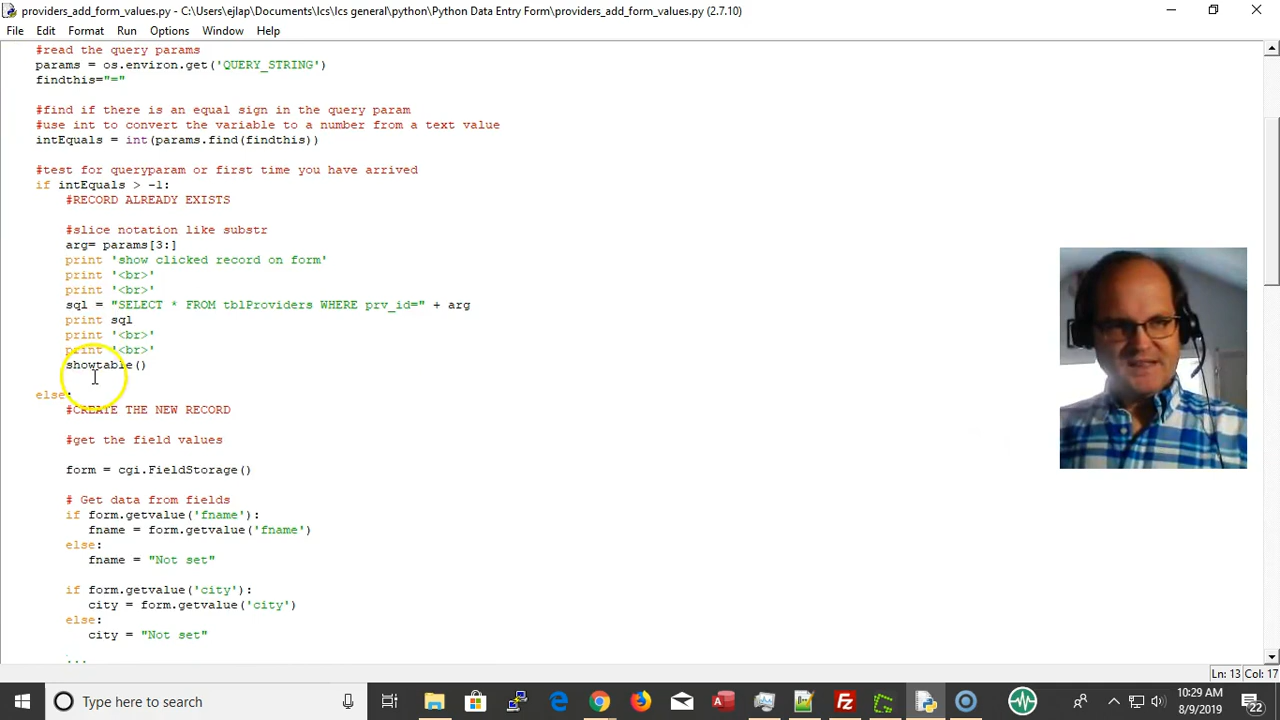 providers_add_form_values.py - C:\Users\ejlap\Documents\lcs\lcs general\python\Python Data Entry Form\providers_add_form_values.py (2.7.10)
File Edit Format Run Options Window Help
#read the query params
params = os.environ.get('QUERY_STRING')
findthis="="
#find if there is an equal sign in the query param
#use int to convert the variable to a number from a text value
intEquals = int(params.find(findthis))
#test for queryparam or first time you have arrived
if intEquals > -1:
#RECORD ALREADY EXISTS
#slice notation like substr
arg= params[3:]
print 'show clicked record on form'
print '<br>'
print '<br>'
sql = "SELECT * FROM tblProviders WHERE prv_id=" + arg
print sql
print '<br>'
print '<br>'
showtable()
else:
#CREATE THE NEW RECORD
#get the field values
form = cgi.FieldStorage()
# Get data from fields
if form.getvalue('fname'):
fname = form.getvalue('fname')
else:
fname = "Not set"
if form.getvalue('city'):
city = form.getvalue('city')
else:
city = "Not set"
Ln: 13 Col: 17
Type here to search
10:29 AM
8/9/2019
22